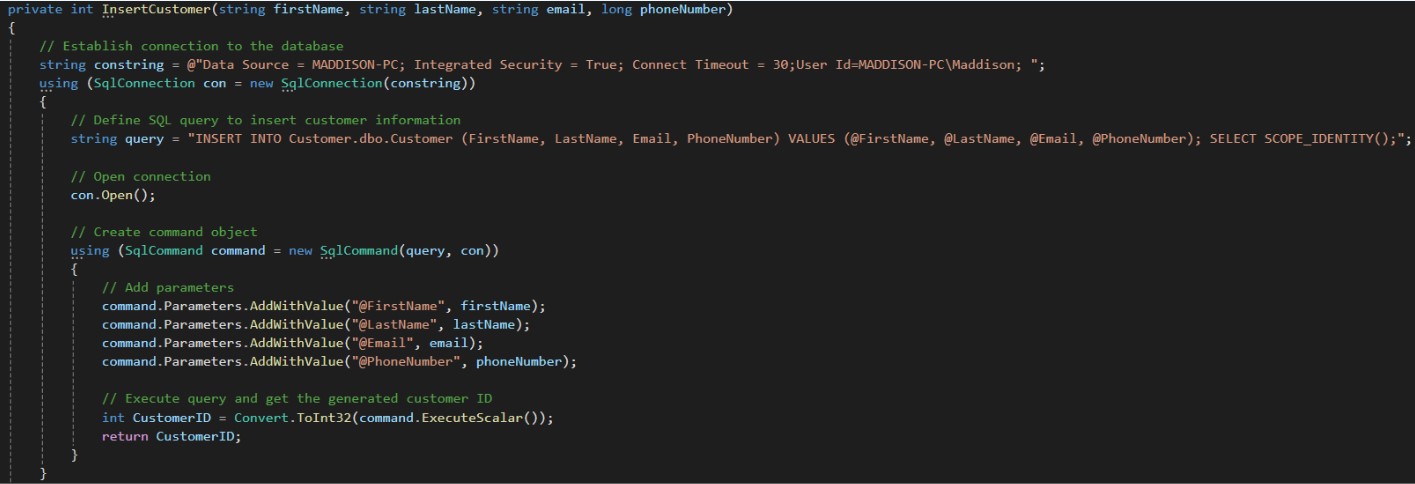 private int InsertCustomer(string firstName, string lastName, string email, long phoneNumber)
{
    // Establish connection to the database
    string constring = @"Data Source = MADDISON-PC; Integrated Security = True; Connect Timeout = 30;User Id=MADDISON-PC\Maddison; ";
    using (SqlConnection con = new SqlConnection(constring))
    {
        // Define SQL query to insert customer information
        string query = "INSERT INTO Customer.dbo.Customer (FirstName, LastName, Email, PhoneNumber) VALUES (@FirstName, @LastName, @Email, @PhoneNumber); SELECT SCOPE_IDENTITY();";

        // Open connection
        con.Open();

        // Create command object
        using (SqlCommand command = new SqlCommand(query, con))
        {
            // Add parameters
            command.Parameters.AddWithValue("@FirstName", firstName);
            command.Parameters.AddWithValue("@LastName", lastName);
            command.Parameters.AddWithValue("@Email", email);
            command.Parameters.AddWithValue("@PhoneNumber", phoneNumber);

            // Execute query and get the generated customer ID
            int CustomerID = Convert.ToInt32(command.ExecuteScalar());
            return CustomerID;
        }
    }